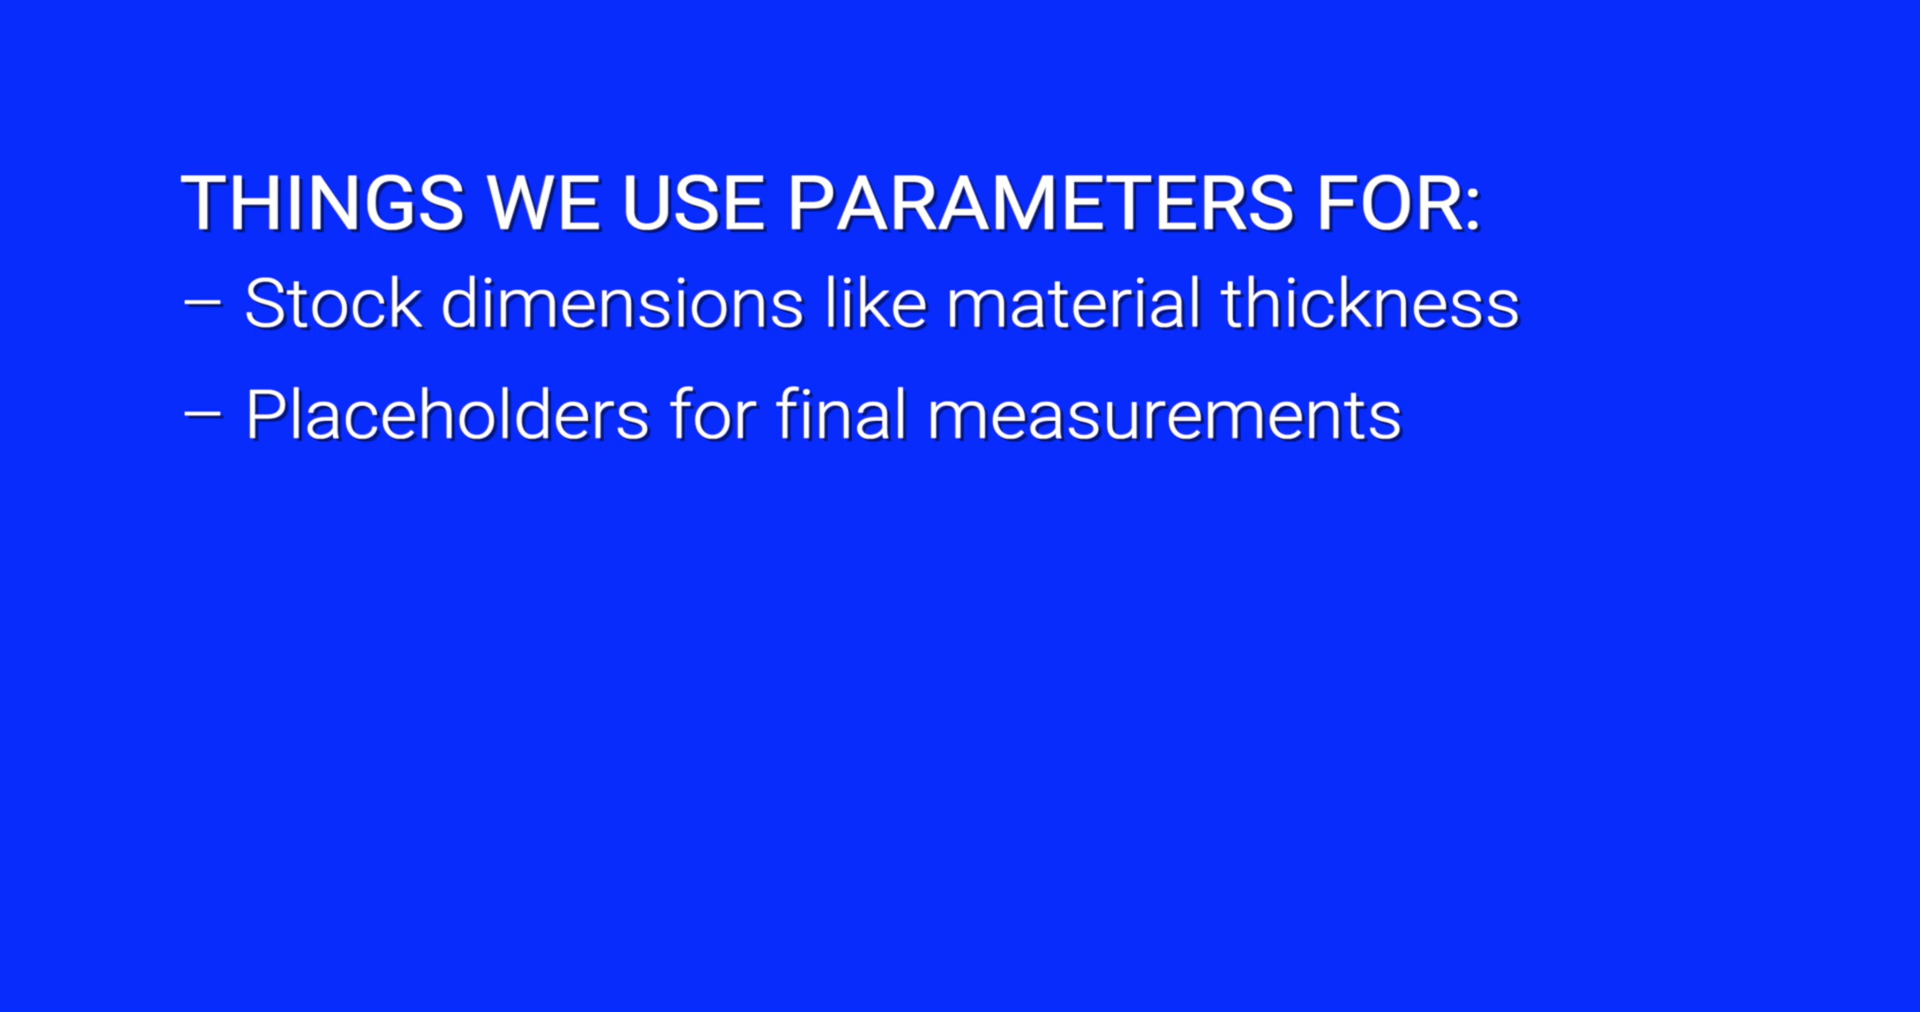 THINGS WE USE PARAMETERS FOR:
– Stock dimensions like material thickness
– Placeholders for final measurements